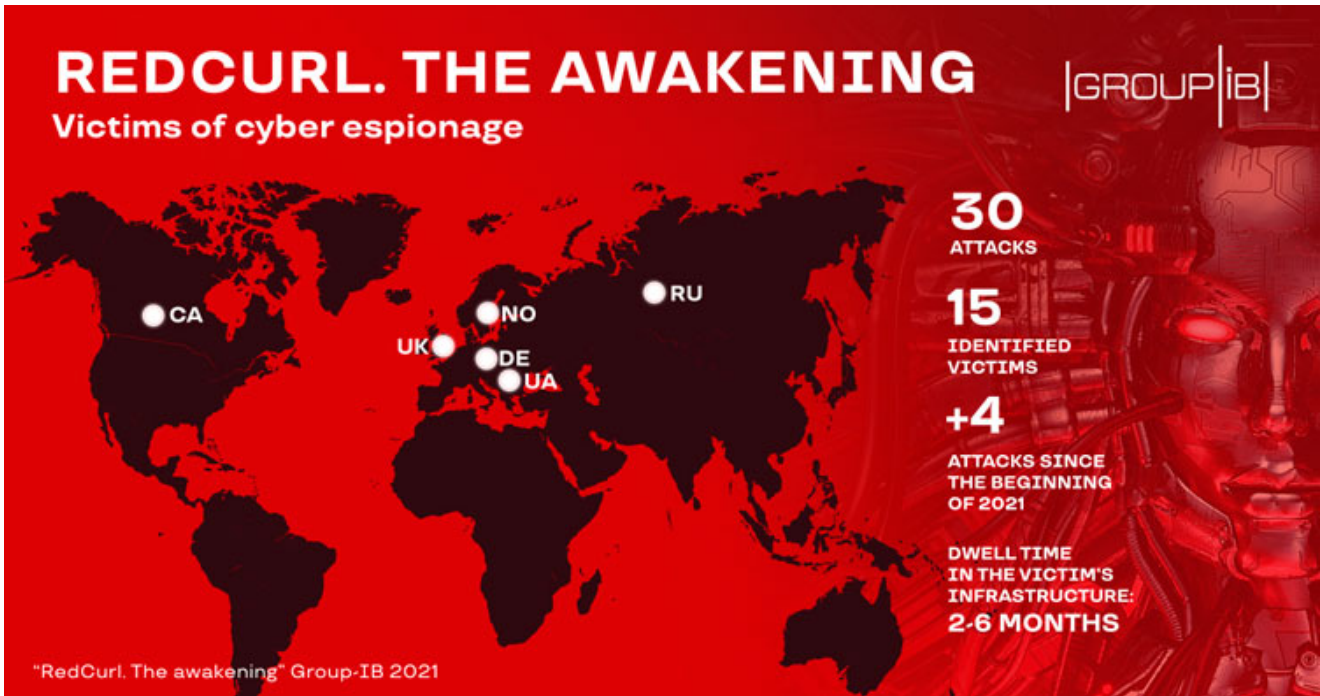 REDCURL. THE AWAKENING
Victims of cyber espionage
|GROUP|iB|
CA
UK
NO
DE
UA
RU
30
ATTACKS
15
IDENTIFIED
VICTIMS
+4
ATTACKS SINCE
THE BEGINNING
OF 2021
DWELL TIME
IN THE VICTIM'S
INFRASTRUCTURE:
2-6 MONTHS
"RedCurl. The awakening" Group-IB 2021